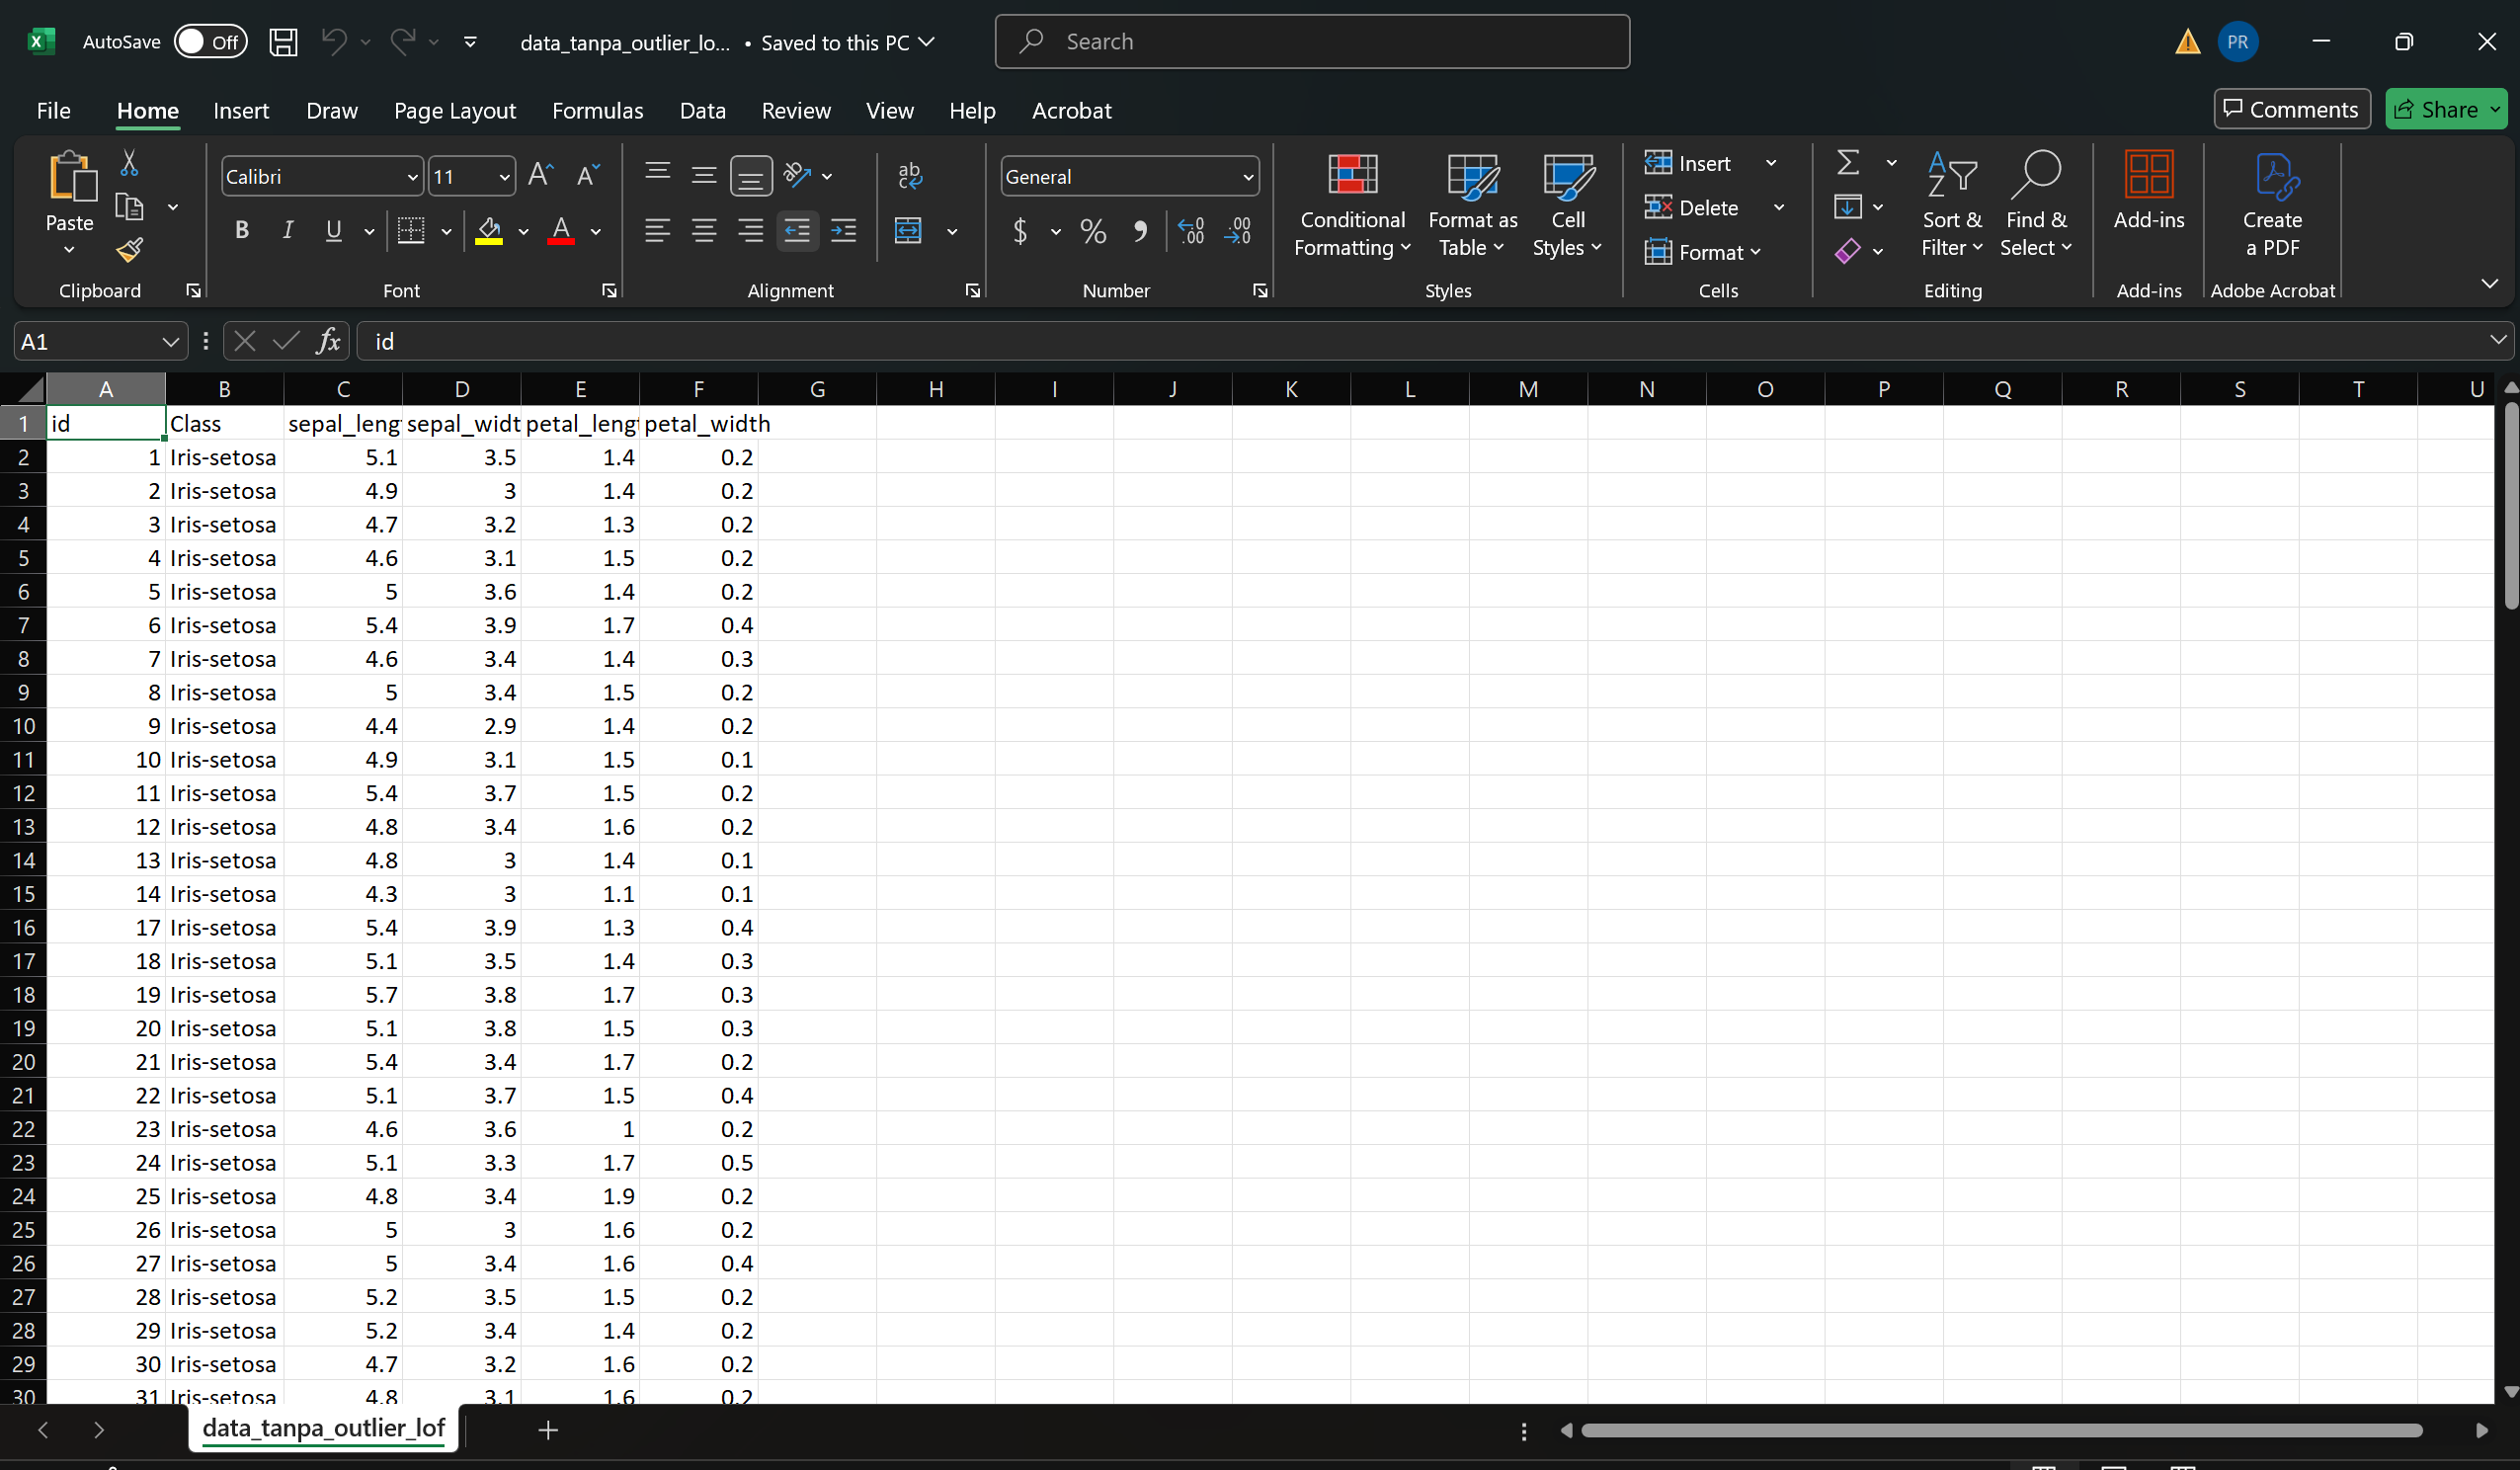 AutoSave Off data_tanpa_outlier_lo... • Saved to this PC Search PR
File Home Insert Draw Page Layout Formulas Data Review View Help Acrobat Comments Share
Paste Calibri 11 B I U General $ % Conditional Formatting Format as Table Cell Styles Insert Delete Format Sort & Filter Find & Select Add-ins Create a PDF
Clipboard Font Alignment Number Styles Cells Editing Add-ins Adobe Acrobat
A1 fx id
A B C D E F G H I J K L M N O P Q R S T U
1 id Class sepal_leng sepal_widt petal_lengt petal_width
2 1 Iris-setosa 5.1 3.5 1.4 0.2
3 2 Iris-setosa 4.9 3 1.4 0.2
4 3 Iris-setosa 4.7 3.2 1.3 0.2
5 4 Iris-setosa 4.6 3.1 1.5 0.2
6 5 Iris-setosa 5 3.6 1.4 0.2
7 6 Iris-setosa 5.4 3.9 1.7 0.4
8 7 Iris-setosa 4.6 3.4 1.4 0.3
9 8 Iris-setosa 5 3.4 1.5 0.2
10 9 Iris-setosa 4.4 2.9 1.4 0.2
11 10 Iris-setosa 4.9 3.1 1.5 0.1
12 11 Iris-setosa 5.4 3.7 1.5 0.2
13 12 Iris-setosa 4.8 3.4 1.6 0.2
14 13 Iris-setosa 4.8 3 1.4 0.1
15 14 Iris-setosa 4.3 3 1.1 0.1
16 17 Iris-setosa 5.4 3.9 1.3 0.4
17 18 Iris-setosa 5.1 3.5 1.4 0.3
18 19 Iris-setosa 5.7 3.8 1.7 0.3
19 20 Iris-setosa 5.1 3.8 1.5 0.3
20 21 Iris-setosa 5.4 3.4 1.7 0.2
21 22 Iris-setosa 5.1 3.7 1.5 0.4
22 23 Iris-setosa 4.6 3.6 1 0.2
23 24 Iris-setosa 5.1 3.3 1.7 0.5
24 25 Iris-setosa 4.8 3.4 1.9 0.2
25 26 Iris-setosa 5 3 1.6 0.2
26 27 Iris-setosa 5 3.4 1.6 0.4
27 28 Iris-setosa 5.2 3.5 1.5 0.2
28 29 Iris-setosa 5.2 3.4 1.4 0.2
29 30 Iris-setosa 4.7 3.2 1.6 0.2
30 31 Iris-setosa 4.8 3.1 1.6 0.2
data_tanpa_outlier_lof